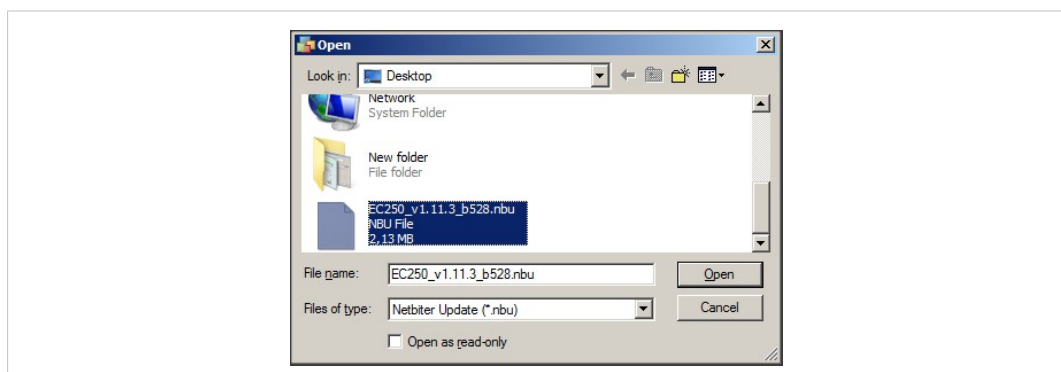 Open
Look in: Desktop
Network
System Folder
New folder
File folder
EC250_v1.11.3_b528.nbu
NBU File
2,13 MB
File name: EC250_v1.11.3_b528.nbu Open
Files of type: Netbiter Update (*.nbu) Cancel
Open as read-only